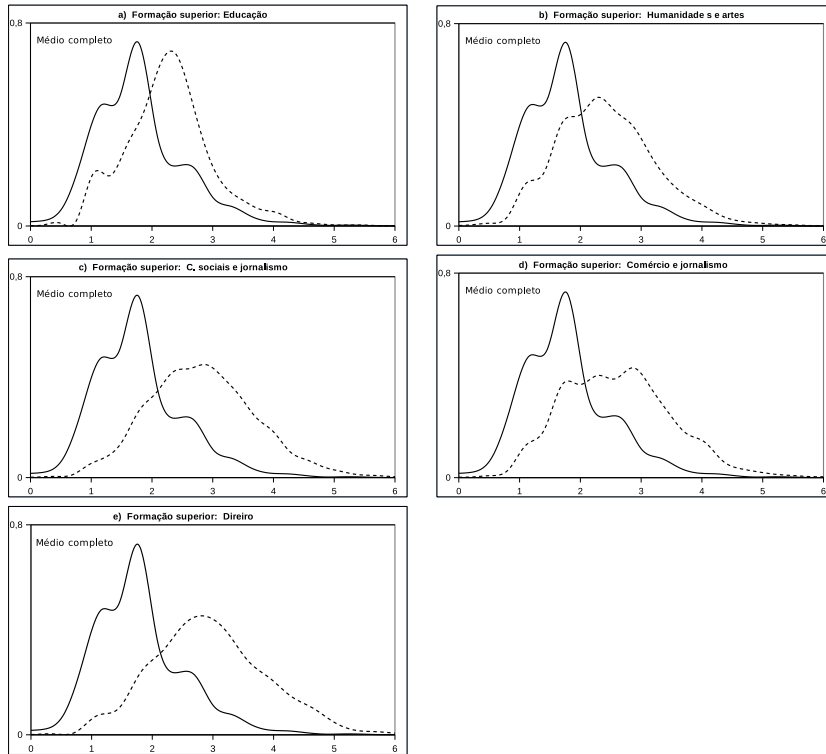 a) Formação superior: Educação
0,8
Médio completo
0
0 1 2 3 4 5 6
b) Formação superior: Humanidade s e artes
0,8
Médio completo
0
0 1 2 3 4 5 6
c) Formação superior: C. sociais e jornalismo
0,8
Médio completo
0
0 1 2 3 4 5 6
d) Formação superior: Comércio e jornalismo
0,8
Médio completo
0
0 1 2 3 4 5 6
e) Formação superior: Direiro
0,8
Médio completo
0
0 1 2 3 4 5 6